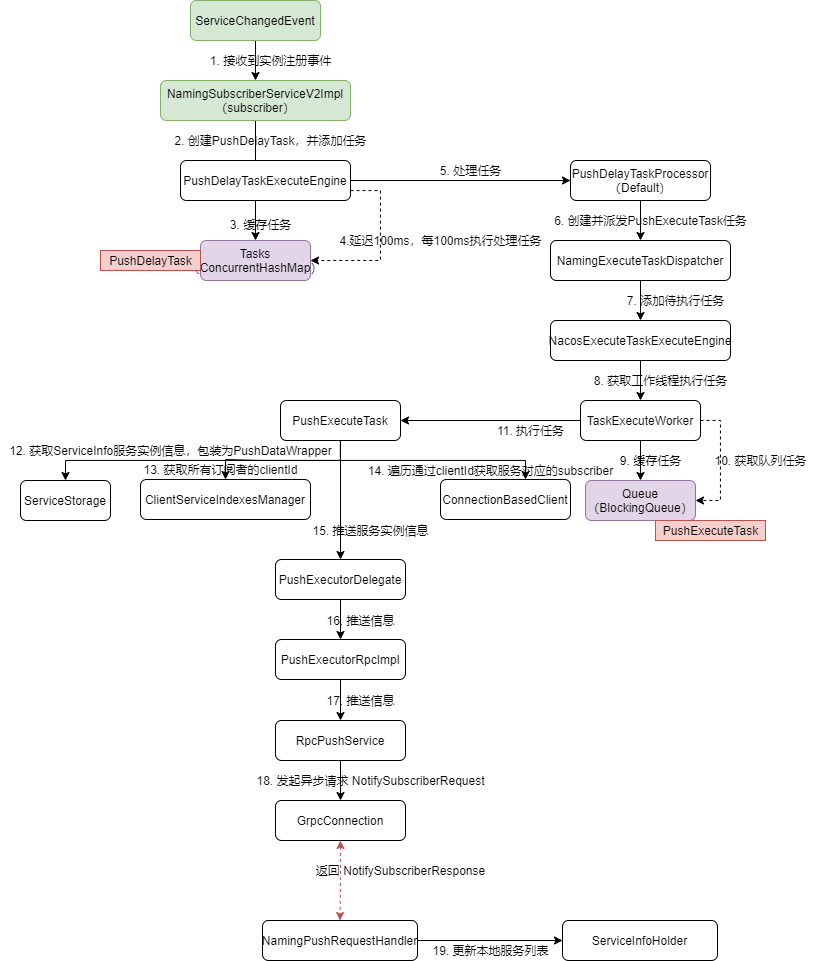 ServiceChangedEvent
1. 接收到实例注册事件
NamingSubscriberServiceV2Impl
（subscriber）
2. 创建PushDelayTask，并添加任务
PushDelayTaskExecuteEngine
5. 处理任务
PushDelayTaskProcessor
（Default）
3. 缓存任务
4.延迟100ms，每100ms执行处理任务
PushDelayTask
Tasks
（ConcurrentHashMap）
6. 创建并派发PushExecuteTask任务
NamingExecuteTaskDispatcher
7. 添加待执行任务
NacosExecuteTaskExecuteEngine
8. 获取工作线程执行任务
PushExecuteTask
11. 执行任务
TaskExecuteWorker
9. 缓存任务
10. 获取队列任务
Queue
（BlockingQueue）
PushExecuteTask
12. 获取ServiceInfo服务实例信息，包装为PushDataWrapper
13. 获取所有订阅者的clientId
14. 遍历通过clientId获取服务对应的subscriber
ServiceStorage
ClientServiceIndexesManager
ConnectionBasedClient
15. 推送服务实例信息
PushExecutorDelegate
16. 推送信息
PushExecutorRpcImpl
17. 推送信息
RpcPushService
18. 发起异步请求 NotifySubscriberRequest
GrpcConnection
返回 NotifySubscriberResponse
NamingPushRequestHandler
19. 更新本地服务列表
ServiceInfoHolder